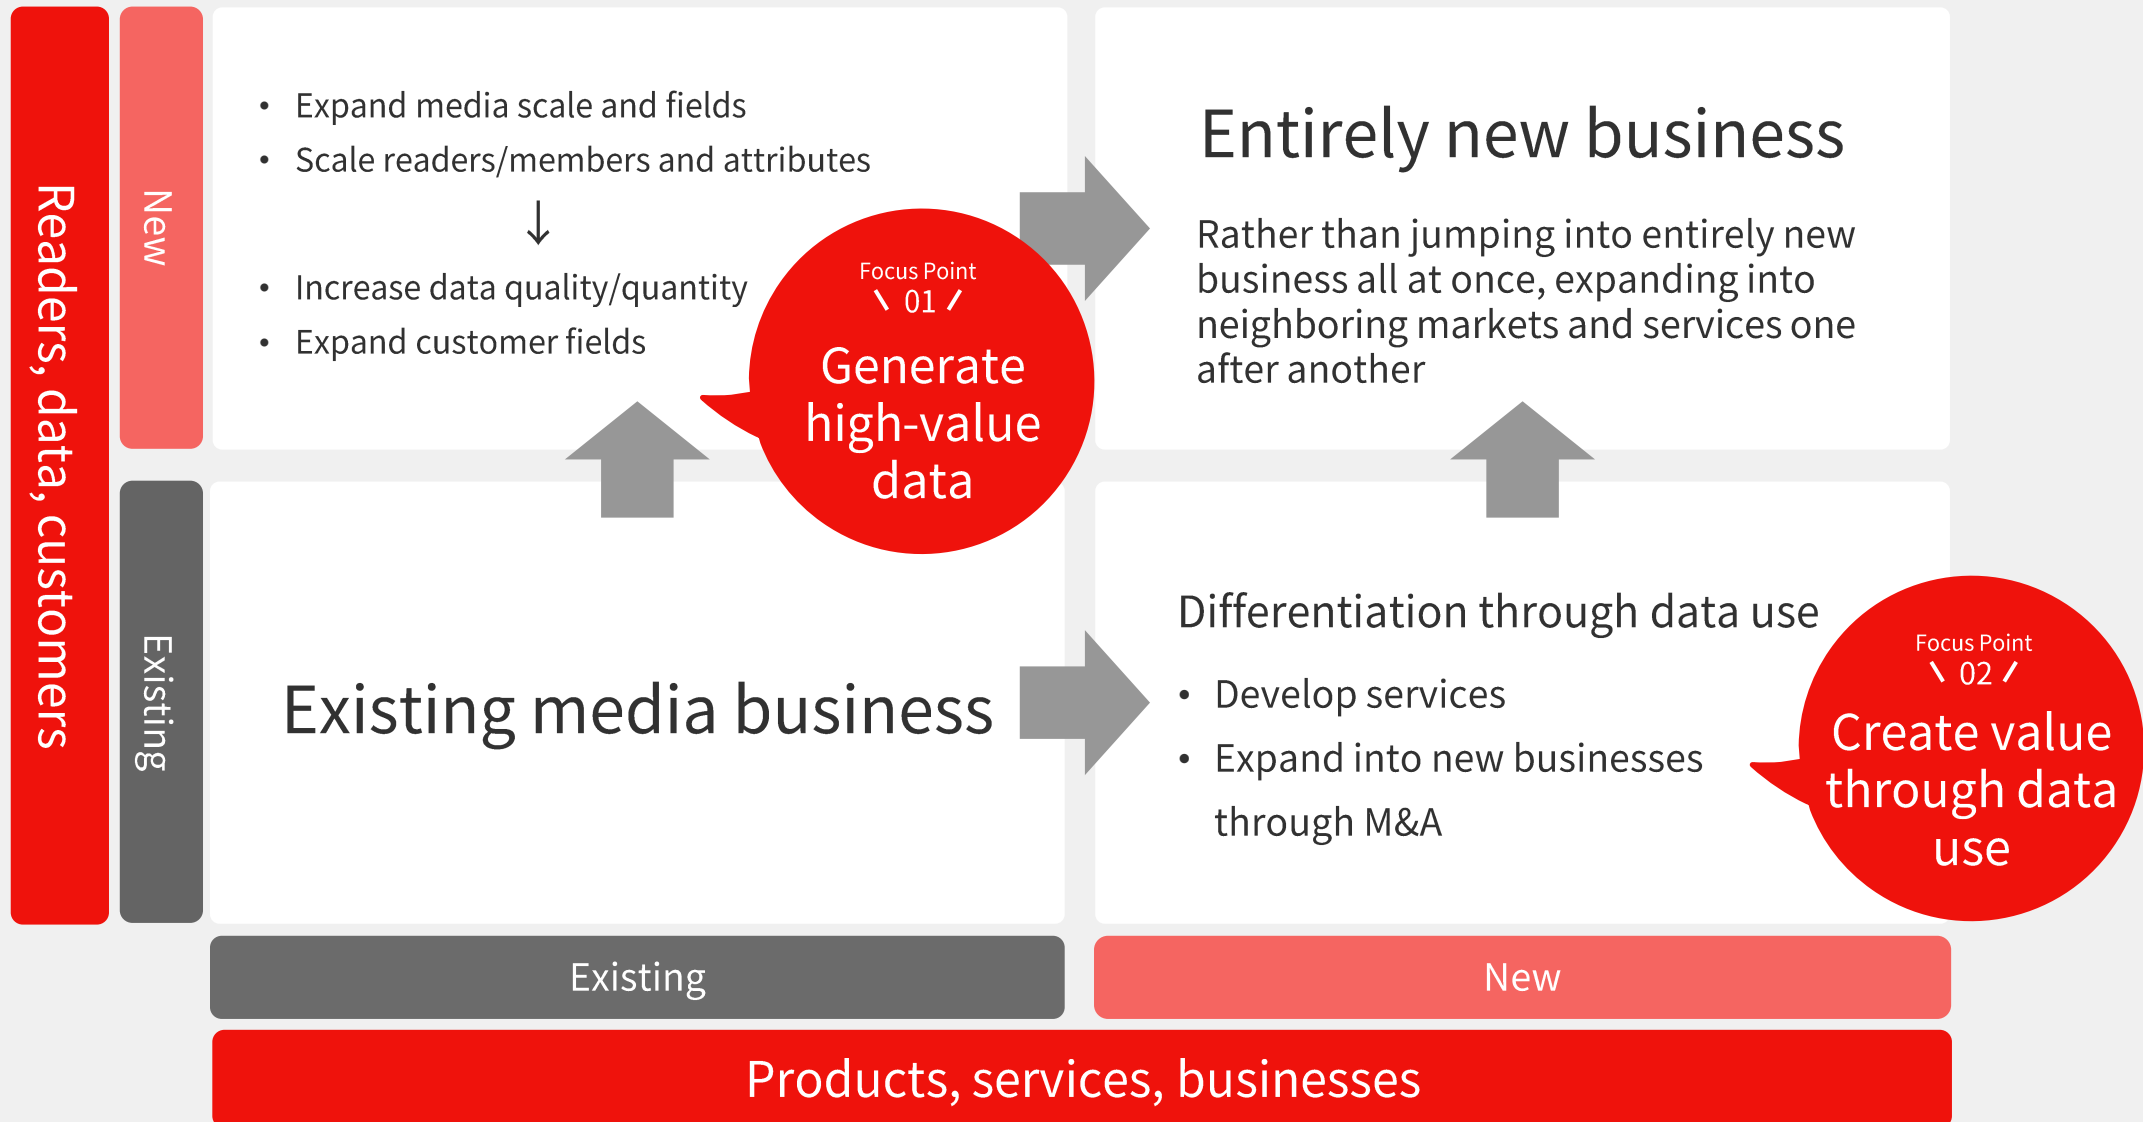 Readers, data, customers
New
• Expand media scale and fields
• Scale readers/members and attributes
↓
• Increase data quality/quantity
• Expand customer fields
Focus Point
\ 01 /
Generate
high-value
data
Entirely new business
Rather than jumping into entirely new
business all at once, expanding into
neighboring markets and services one
after another
Existing
Existing media business
Differentiation through data use
• Develop services
• Expand into new businesses
through M&A
Focus Point
\ 02 /
Create value
through data
use
Existing
New
Products, services, businesses